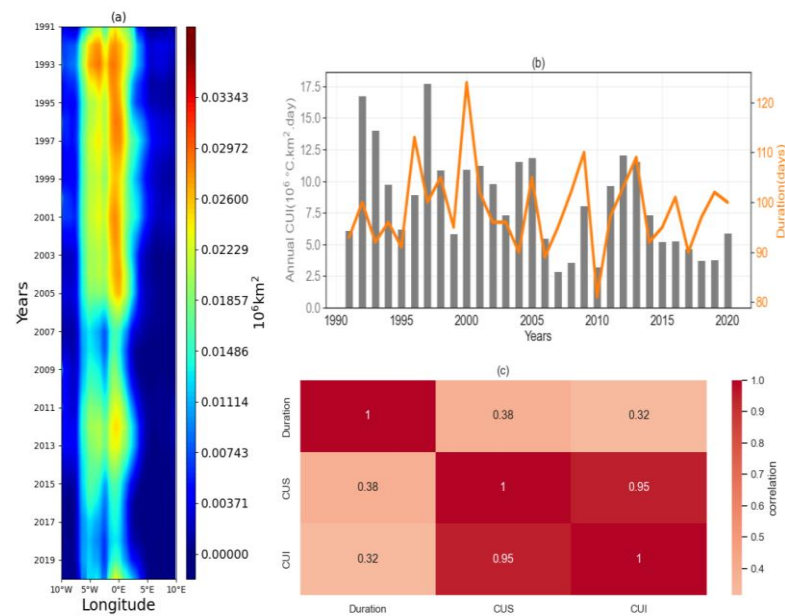 (a)
1991
1993
1995
1997
1999
2001
2003
2005
2007
2009
2011
2013
2015
2017
2019
Years
10°W 5°W 0°E 5°E 10°E
Longitude
0.03343
0.02972
0.02600
0.02229
0.01857
0.01486
0.01114
0.00743
0.00371
0.00000
10⁶km²
(b)
Annual CUI(10⁶ °C.km².day)
17.5
15.0
12.5
10.0
7.5
5.0
2.5
0.0
1990 1995 2000 2005 2010 2015 2020
Years
120
110
100
90
80
Duration(days)
(c)
Duration
CUS
CUI
1 0.38 0.32
0.38 1 0.95
0.32 0.95 1
Duration CUS CUI
1.0
0.9
0.8
0.7
0.6
0.5
0.4
correlation